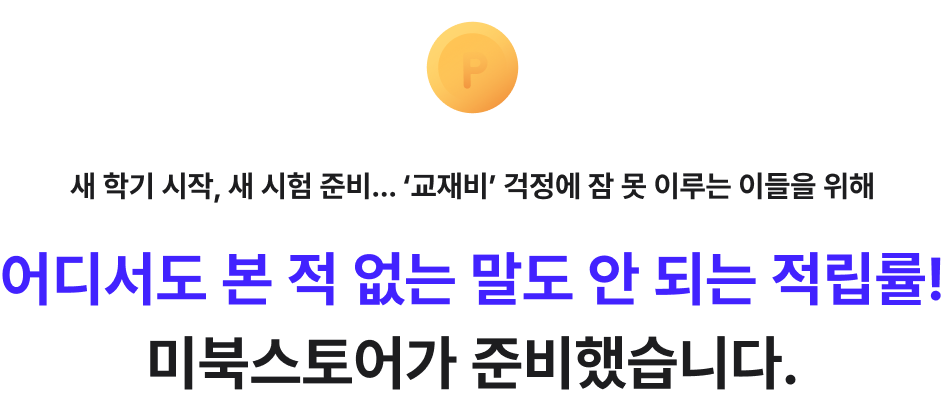 P
새 학기 시작, 새 시험 준비... ‘교재비’ 걱정에 잠 못 이루는 이들을 위해
어디서도 본 적 없는 말도 안 되는 적립률!
미북스토어가 준비했습니다.